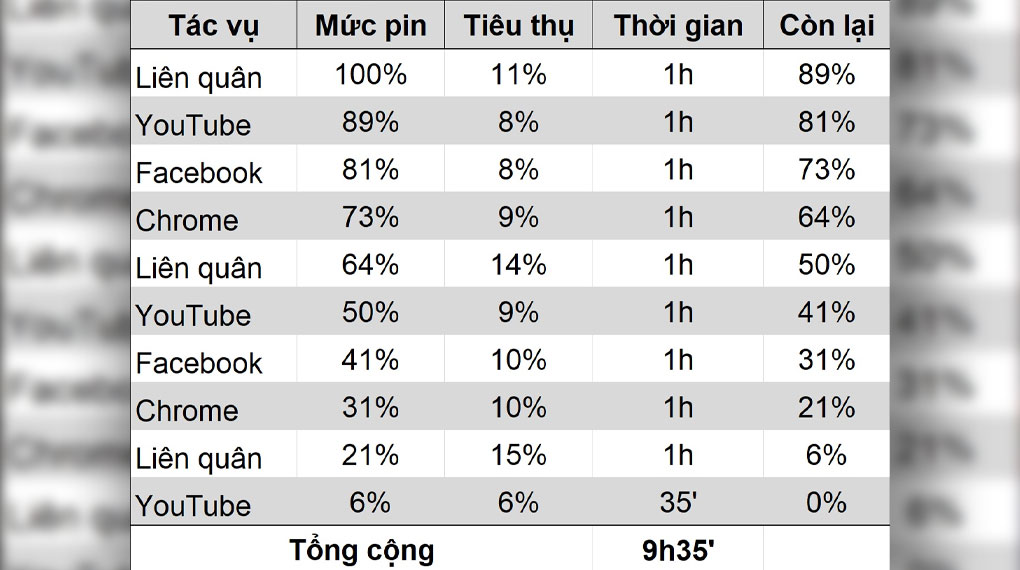 Tác vụ Mức pin Tiêu thụ Thời gian Còn lại
Liên quân 100% 11% 1h 89%
YouTube 89% 8% 1h 81%
Facebook 81% 8% 1h 73%
Chrome 73% 9% 1h 64%
Liên quân 64% 14% 1h 50%
YouTube 50% 9% 1h 41%
Facebook 41% 10% 1h 31%
Chrome 31% 10% 1h 21%
Liên quân 21% 15% 1h 6%
YouTube 6% 6% 35' 0%
Tổng cộng 9h35'